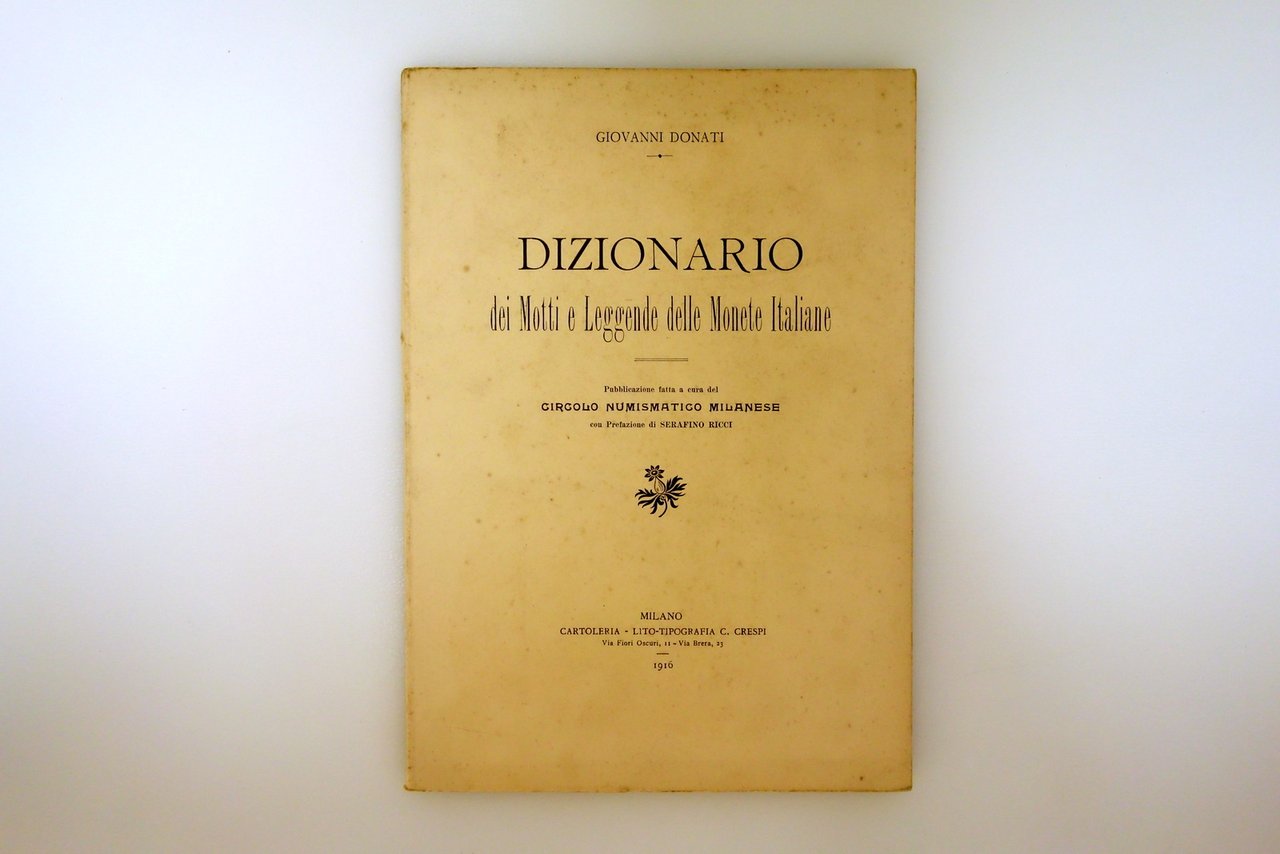 GIOVANNI DONATI
DIZIONARIO
dei Motti e Leggende delle Monete Italiane
Pubblicazione fatta a cura del
CIRCOLO NUMISMATICO MILANESE
con Prefazione di SERAFINO RICCI
MILANO
CARTOLERIA - LITO-TIPOGRAFIA C. CRESPI
Via Fiori Oscuri, 11 - Via Brera, 23
1916